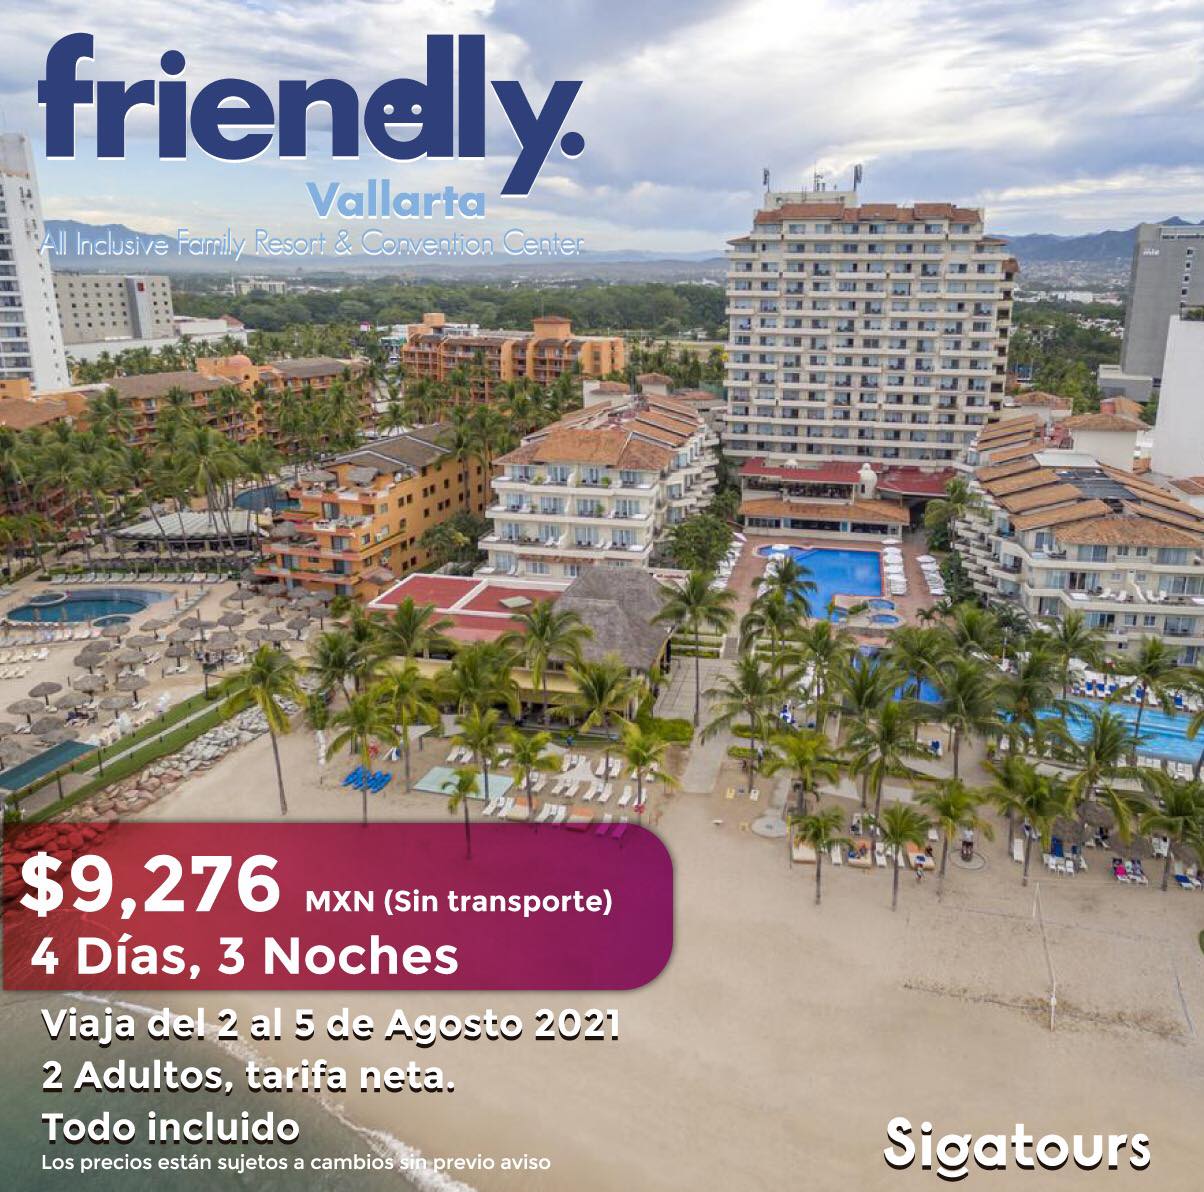 friendly.
Vallarta
All Inclusive Family Resort & Convention Center
$9,276 MXN (Sin transporte)
4 Días, 3 Noches
Viaja del 2 al 5 de Agosto 2021
2 Adultos, tarifa neta.
Todo incluido
Los precios están sujetos a cambios sin previo aviso
Sigatours